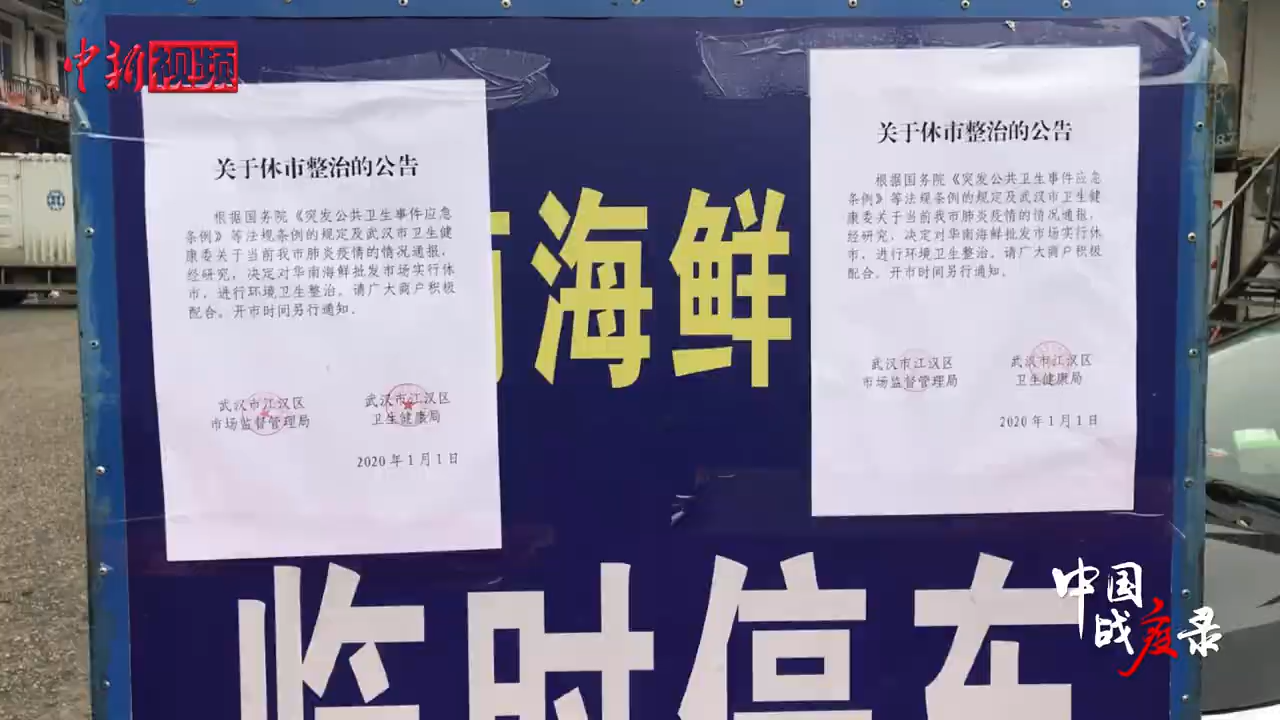 中新视频
关于休市整治的公告
根据国务院《突发公共卫生事件应急
条例》等法规条例的规定及武汉市卫生健
康委关于当前我市肺炎疫情的情况通报，
经研究，决定对华南海鲜批发市场实行休
市，进行环境卫生整治。请广大商户积极
配合。开市时间另行通知。
武汉市江汉区
市场监督管理局
武汉市江汉区
卫生健康局
2020年1月1日
海鲜
关于休市整治的公告
根据国务院《突发公共卫生事件应急
条例》等法规条例的规定及武汉市卫生健
康委关于当前我市肺炎疫情的情况通报，
经研究，决定对华南海鲜批发市场实行休
市，进行环境卫生整治。请广大商户积极
配合。开市时间另行通知。
武汉市江汉区
市场监督管理局
武汉市江汉区
卫生健康局
2020年1月1日
临时停车
中国
战疫录